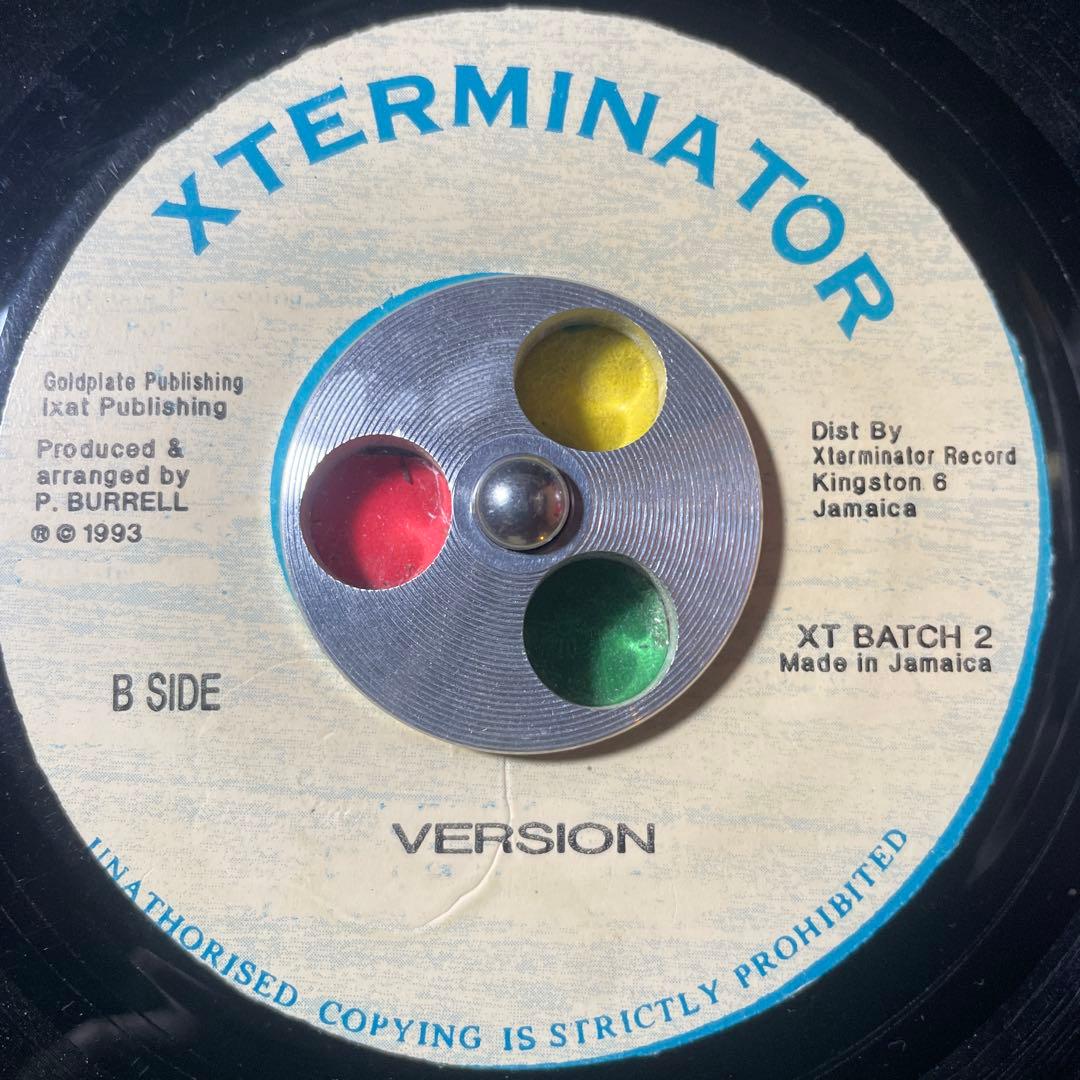 XTERMINATOR
Goldplate Publishing
Ixat Publishing
Produced &
arranged by
P. BURRELL
® © 1993
Dist By
Xterminator Record
Kingston 6
Jamaica
XT BATCH 2
Made in Jamaica
B SIDE
VERSION
UNATHORISED COPYING IS STRICTLY PROHIBITED